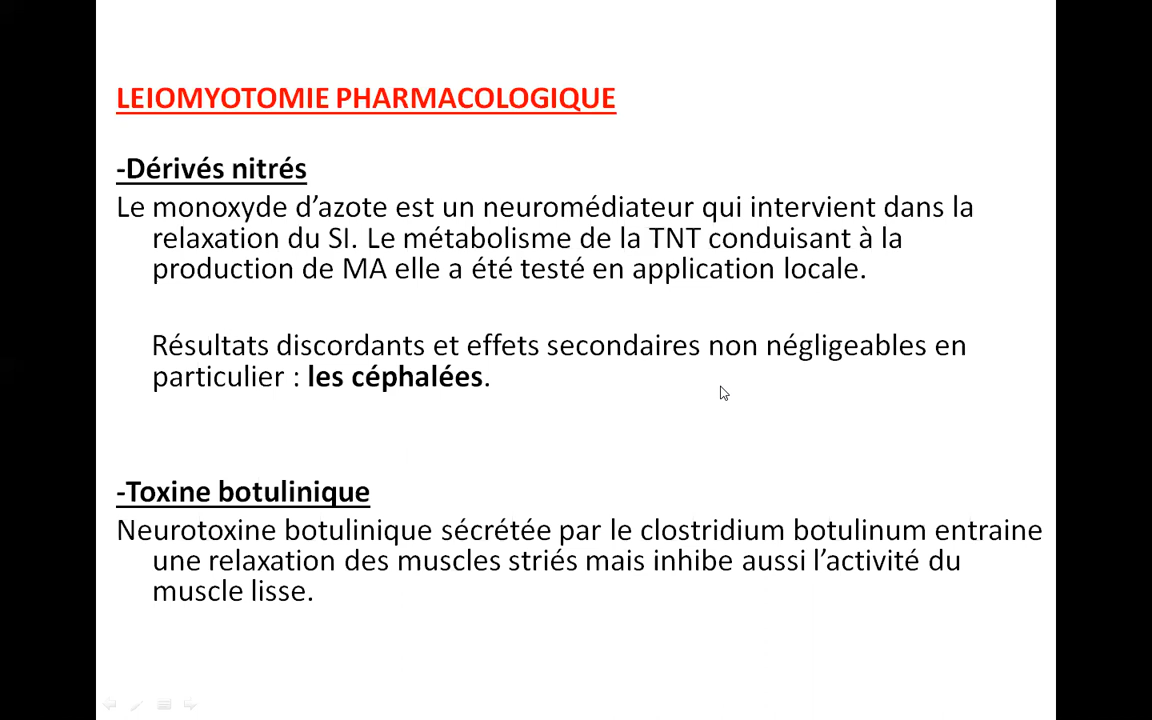 LEIOMYOTOMIE PHARMACOLOGIQUE
-Dérivés nitrés
Le monoxyde d’azote est un neuromédiateur qui intervient dans la
relaxation du SI. Le métabolisme de la TNT conduisant à la
production de MA elle a été testé en application locale.
Résultats discordants et effets secondaires non négligeables en
particulier : les céphalées.
-Toxine botulinique
Neurotoxine botulinique sécrétée par le clostridium botulinum entraine
une relaxation des muscles striés mais inhibe aussi l’activité du
muscle lisse.